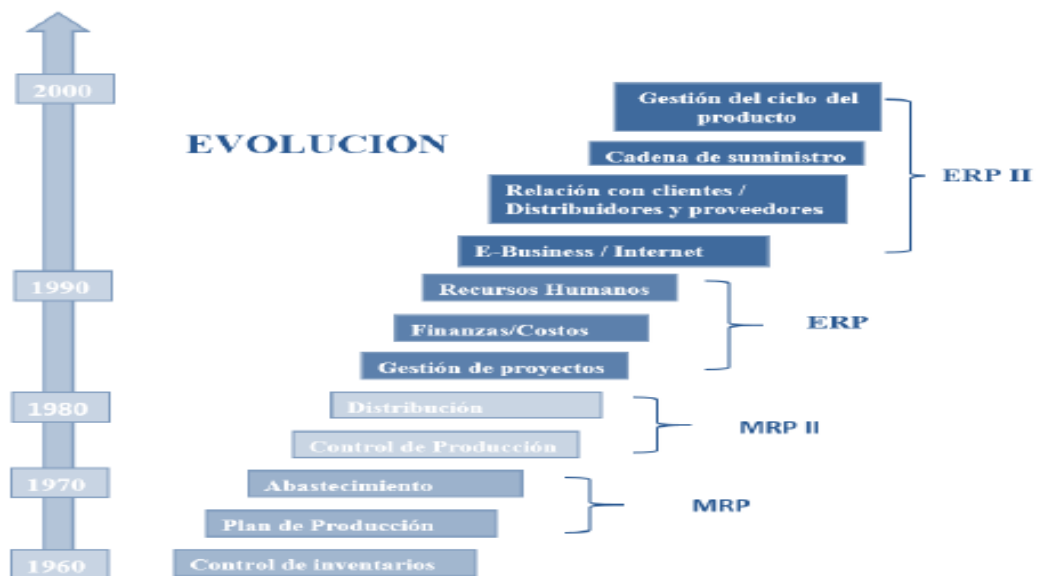 2000
Gestión del ciclo del
producto
EVOLUCION
Cadena de suministro
ERP II
Relación con clientes /
Distribuidores y proveedores
E-Business / Internet
1990
Recursos Humanos
ERP
Finanzas/Costos
Gestión de proyectos
1980
Distribución
MRP II
Control de Producción
1970
Abastecimiento
MRP
Plan de Producción
1960
Control de inventarios